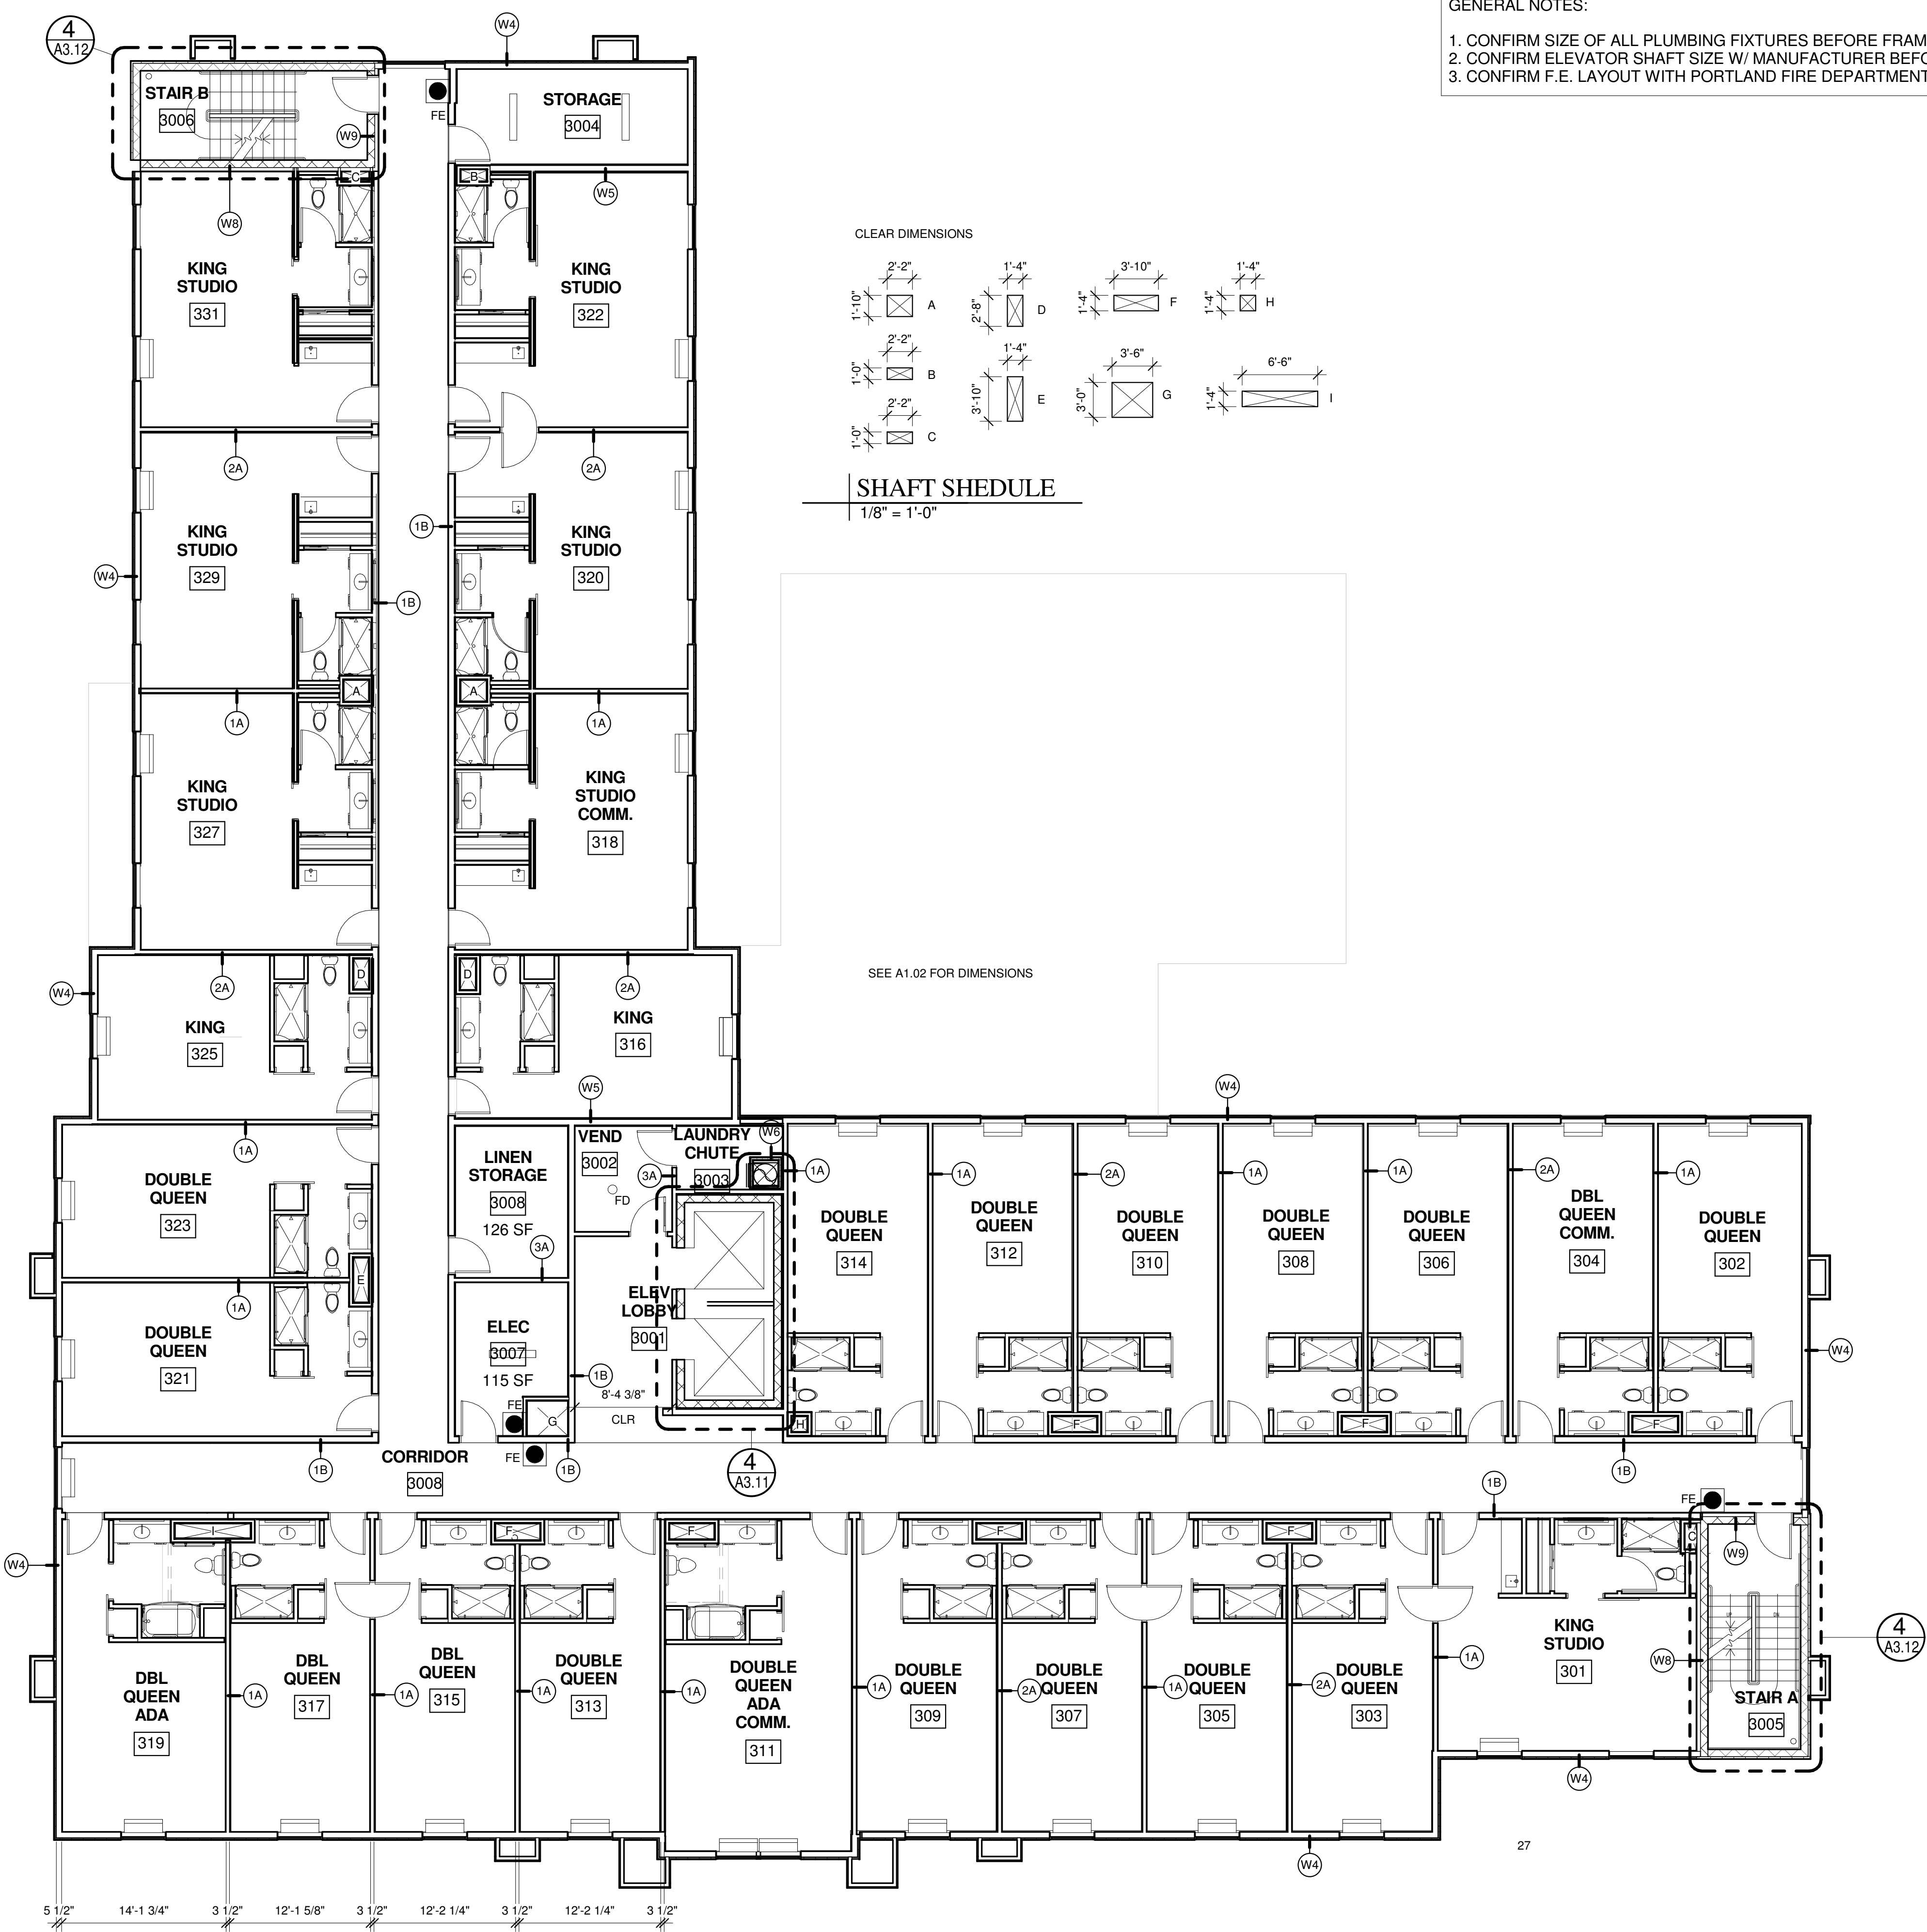 GENERAL NOTES:
1. CONFIRM SIZE OF ALL PLUMBING FIXTURES BEFORE FRAM
2. CONFIRM ELEVATOR SHAFT SIZE W/ MANUFACTURER BEFO
3. CONFIRM F.E. LAYOUT WITH PORTLAND FIRE DEPARTMENT
4
A3.12
W4
STAIR B
3006
W9
FE
STORAGE
3004
C
B
W8
W5
KING
STUDIO
331
KING
STUDIO
322
CLEAR DIMENSIONS
2'-2"
1'-10"
A
1'-4"
2'-8"
D
3'-10"
1'-4"
F
1'-4"
1'-4"
H
2'-2"
1'-0"
B
1'-4"
3'-10"
E
3'-6"
3'-0"
G
6'-6"
1'-4"
I
2'-2"
1'-0"
C
SHAFT SHEDULE
1/8" = 1'-0"
2A
2A
1B
KING
STUDIO
329
KING
STUDIO
320
W4
1B
A
A
1A
1A
KING
STUDIO
327
KING
STUDIO
COMM.
318
SEE A1.02 FOR DIMENSIONS
D
D
W4
2A
2A
KING
325
KING
316
W5
W4
1A
VEND
3002
LAUNDRY
CHUTE
3003
W6
LINEN
STORAGE
3008
126 SF
3A
FD
3A
DOUBLE
QUEEN
323
E
1A
1A
1A
2A
1A
1A
2A
1A
DOUBLE
QUEEN
314
DOUBLE
QUEEN
312
DOUBLE
QUEEN
310
DOUBLE
QUEEN
308
DOUBLE
QUEEN
306
DBL
QUEEN
COMM.
304
DOUBLE
QUEEN
302
W4
DOUBLE
QUEEN
321
ELEC
3007
115 SF
ELEV
LOBBY
3001
1B
8'-4 3/8"
CLR
FE
G
H
F
F
F
FE
1B
1B
CORRIDOR
3008
4
A3.11
1B
1B
FE
I
F
F
F
F
C
W4
W9
UP
DN
DBL
QUEEN
ADA
319
1A
DBL
QUEEN
317
1A
DBL
QUEEN
315
1A
DOUBLE
QUEEN
313
1A
DOUBLE
QUEEN
ADA
COMM.
311
1A
DOUBLE
QUEEN
309
2A
DOUBLE
QUEEN
307
1A
DOUBLE
QUEEN
305
2A
DOUBLE
QUEEN
303
1A
KING
STUDIO
301
W8
STAIR A
3005
4
A3.12
W4
W4
27
5 1/2"
14'-1 3/4"
3 1/2"
12'-1 5/8"
3 1/2"
12'-2 1/4"
3 1/2"
12'-2 1/4"
3 1/2"